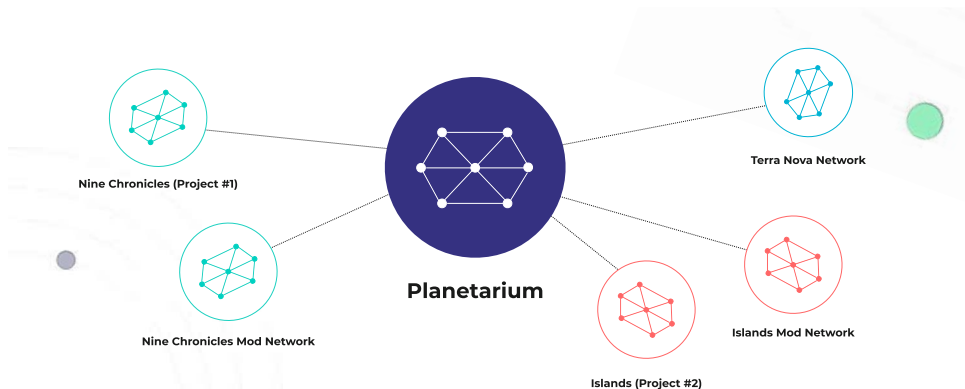 Terra Nova Network
Nine Chronicles (Project #1)
Planetarium
Islands Mod Network
Nine Chronicles Mod Network
Islands (Project #2)